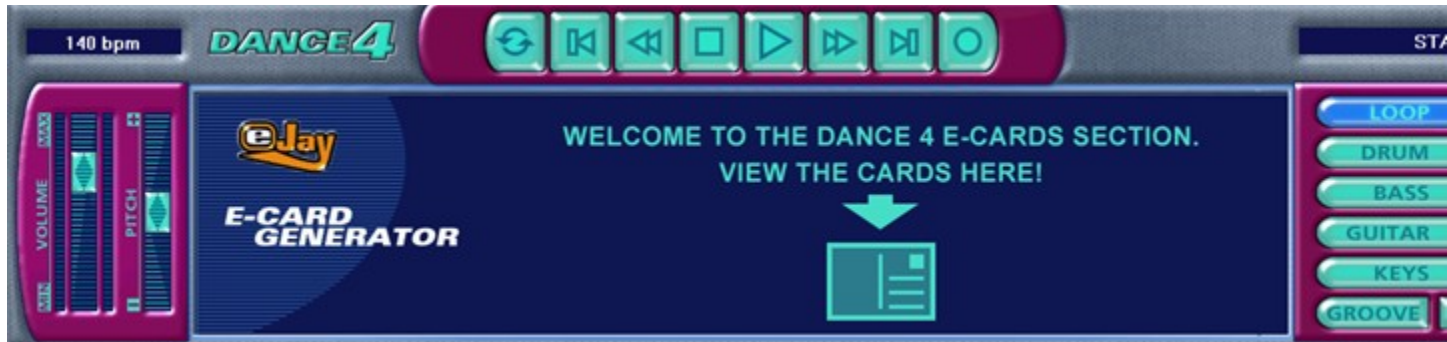 140 bpm
DANCE4
STA
MAX
VOLUME
MIN
PITCH
eJay
E-CARD
GENERATOR
WELCOME TO THE DANCE 4 E-CARDS SECTION.
VIEW THE CARDS HERE!
LOOP
DRUM
BASS
GUITAR
KEYS
GROOVE